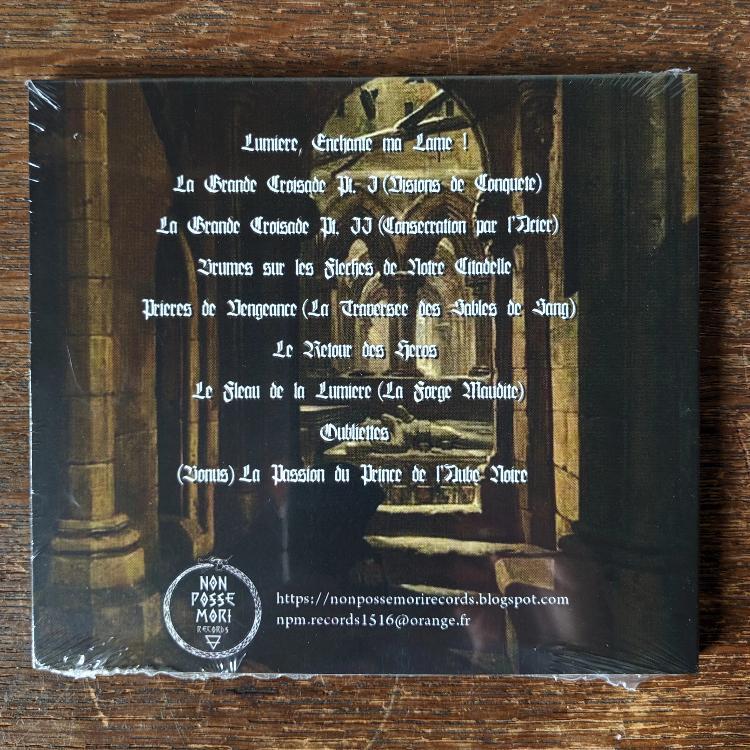 Lumiere, Enchante ma Lame !
La Grande Croisade Pt. I (Visions de Conquete)
La Grande Croisade Pt. II (Consecration par l'Acier)
Brumes sur les Fleches de Notre Citadelle
Prieres de Vengeance (La Traversee des Sables de Sang)
Le Retour des Heros
Le Fleau de la Lumiere (La Forge Maudite)
Oubliettes
(Bonus) La Passion du Prince de l'Aube Noire
NON
POSSE
MORI
RECORDS
https://nonpossemorirecords.blogspot.com
npm.records1516@orange.fr